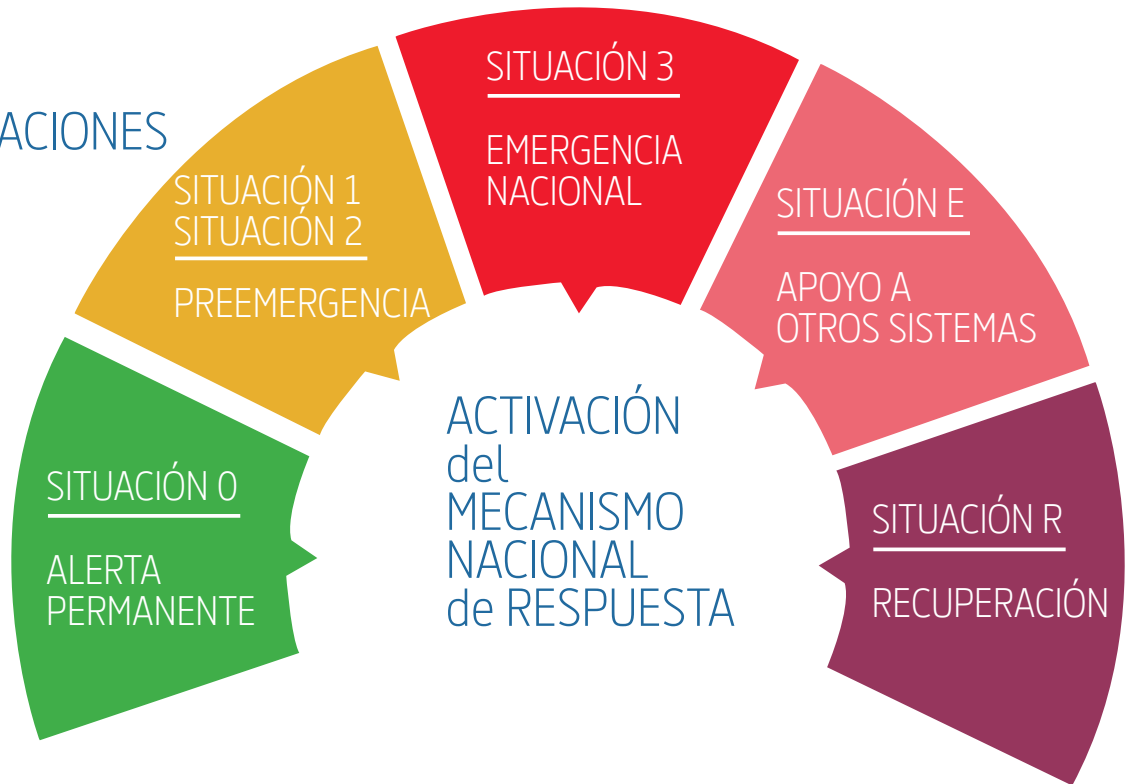 ACIONES
SITUACIÓN 0
ALERTA
PERMANENTE
SITUACIÓN 1
SITUACIÓN 2
PREEMERGENCIA
SITUACIÓN 3
EMERGENCIA
NACIONAL
SITUACIÓN E
APOYO A
OTROS SISTEMAS
SITUACIÓN R
RECUPERACIÓN
ACTIVACIÓN
del
MECANISMO
NACIONAL
de RESPUESTA